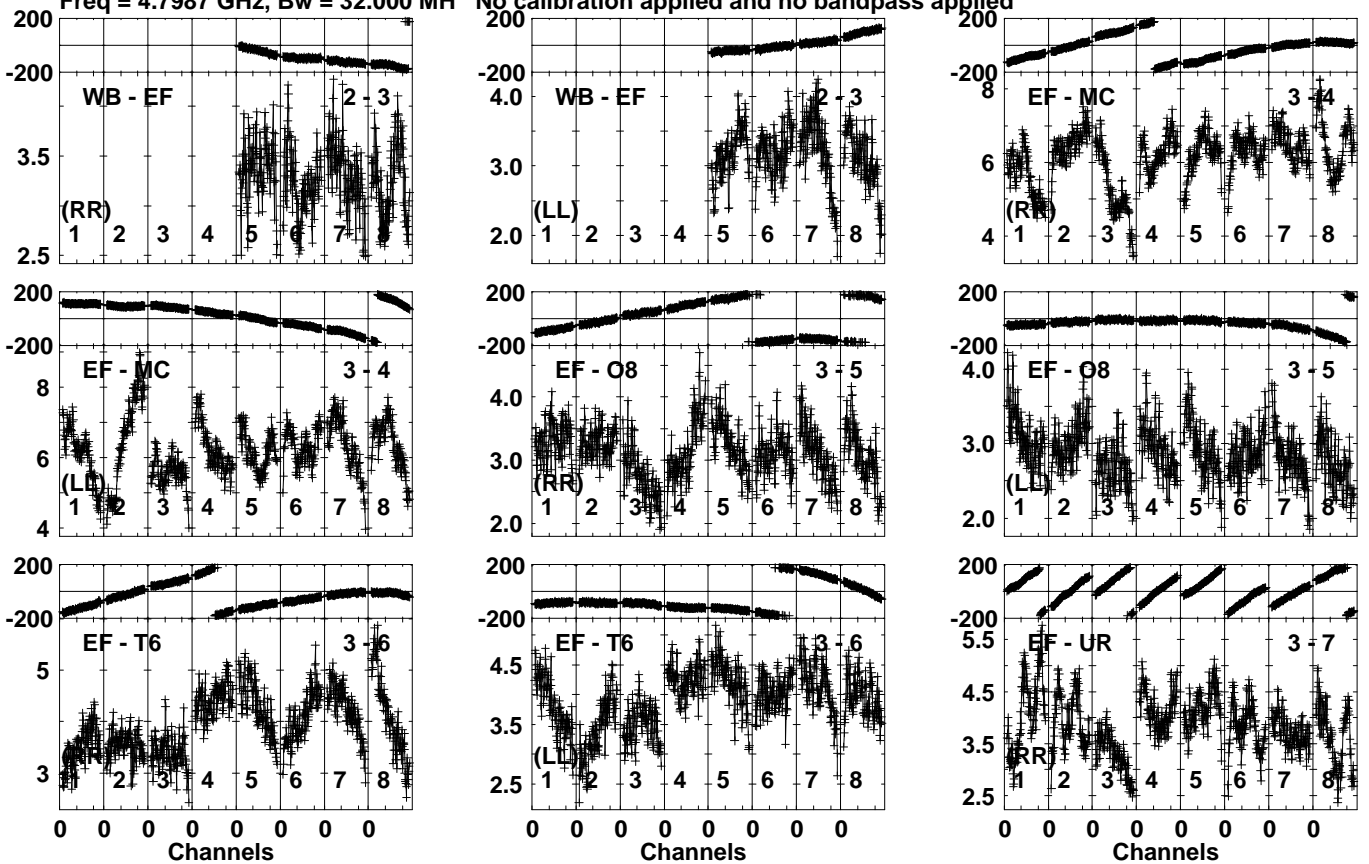 Freq = 4.7987 GHz, Bw = 32.000 MH No calibration applied and no bandpass applied
200
-200
WB - EF 2 - 3
3.5
2.5
(RR)
1 2 3 4 5 6 7 8
200
-200
WB - EF 2 - 3
4.0
3.0
2.0
(LL)
1 2 3 4 5 6 7 8
200
-200
EF - MC 3 - 4
8
6
4
(RR)
1 2 3 4 5 6 7 8
200
-200
EF - MC 3 - 4
8
6
4
(LL)
1 2 3 4 5 6 7 8
200
-200
EF - O8 3 - 5
4.0
3.0
2.0
(RR)
1 2 3 4 5 6 7 8
200
-200
EF - O8 3 - 5
4.0
3.0
2.0
(LL)
1 2 3 4 5 6 7 8
200
-200
EF - T6 3 - 6
5
3
(RR)
1 2 3 4 5 6 7 8
0 0 0 0 0 0 0 0
Channels
200
-200
EF - T6 3 - 6
4.5
3.5
2.5
(LL)
1 2 3 4 5 6 7 8
0 0 0 0 0 0 0 0
Channels
200
-200
EF - UR 3 - 7
5.5
4.5
3.5
2.5
(RR)
1 2 3 4 5 6 7 8
0 0 0 0 0 0 0 0
Channels